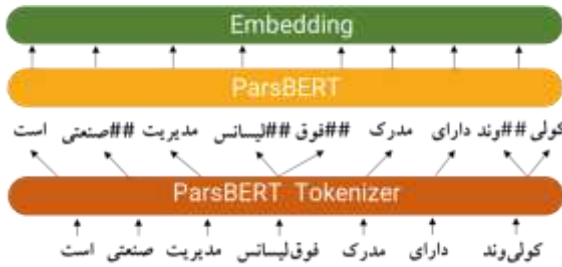 Embedding
ParsBERT
کولی ##وند دارای مدرک ##فوق ##لیسانس مدیریت ##صنعتی است
ParsBERT Tokenizer
کولی‌وند دارای مدرک فوق‌لیسانس مدیریت صنعتی است